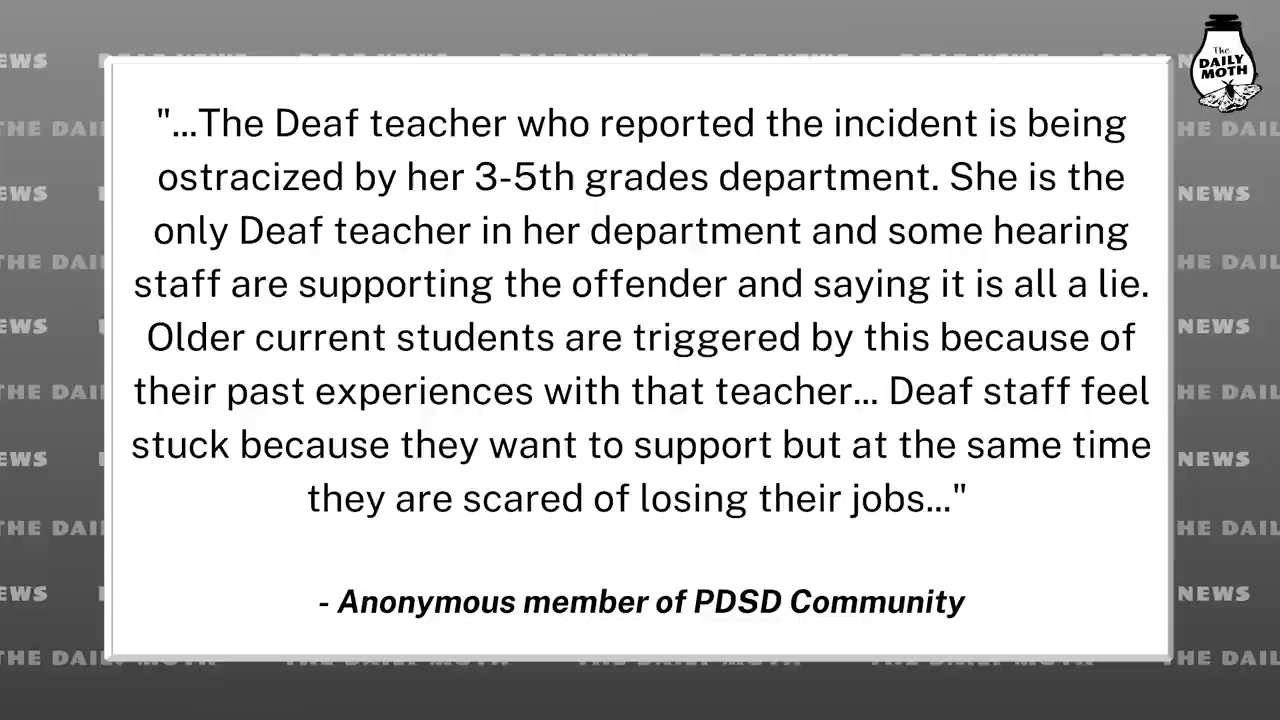 The
DAILY
MOTH
"...The Deaf teacher who reported the incident is being
ostracized by her 3-5th grades department. She is the
only Deaf teacher in her department and some hearing
staff are supporting the offender and saying it is all a lie.
Older current students are triggered by this because of
their past experiences with that teacher... Deaf staff feel
stuck because they want to support but at the same time
they are scared of losing their jobs..."
- Anonymous member of PDSD Community